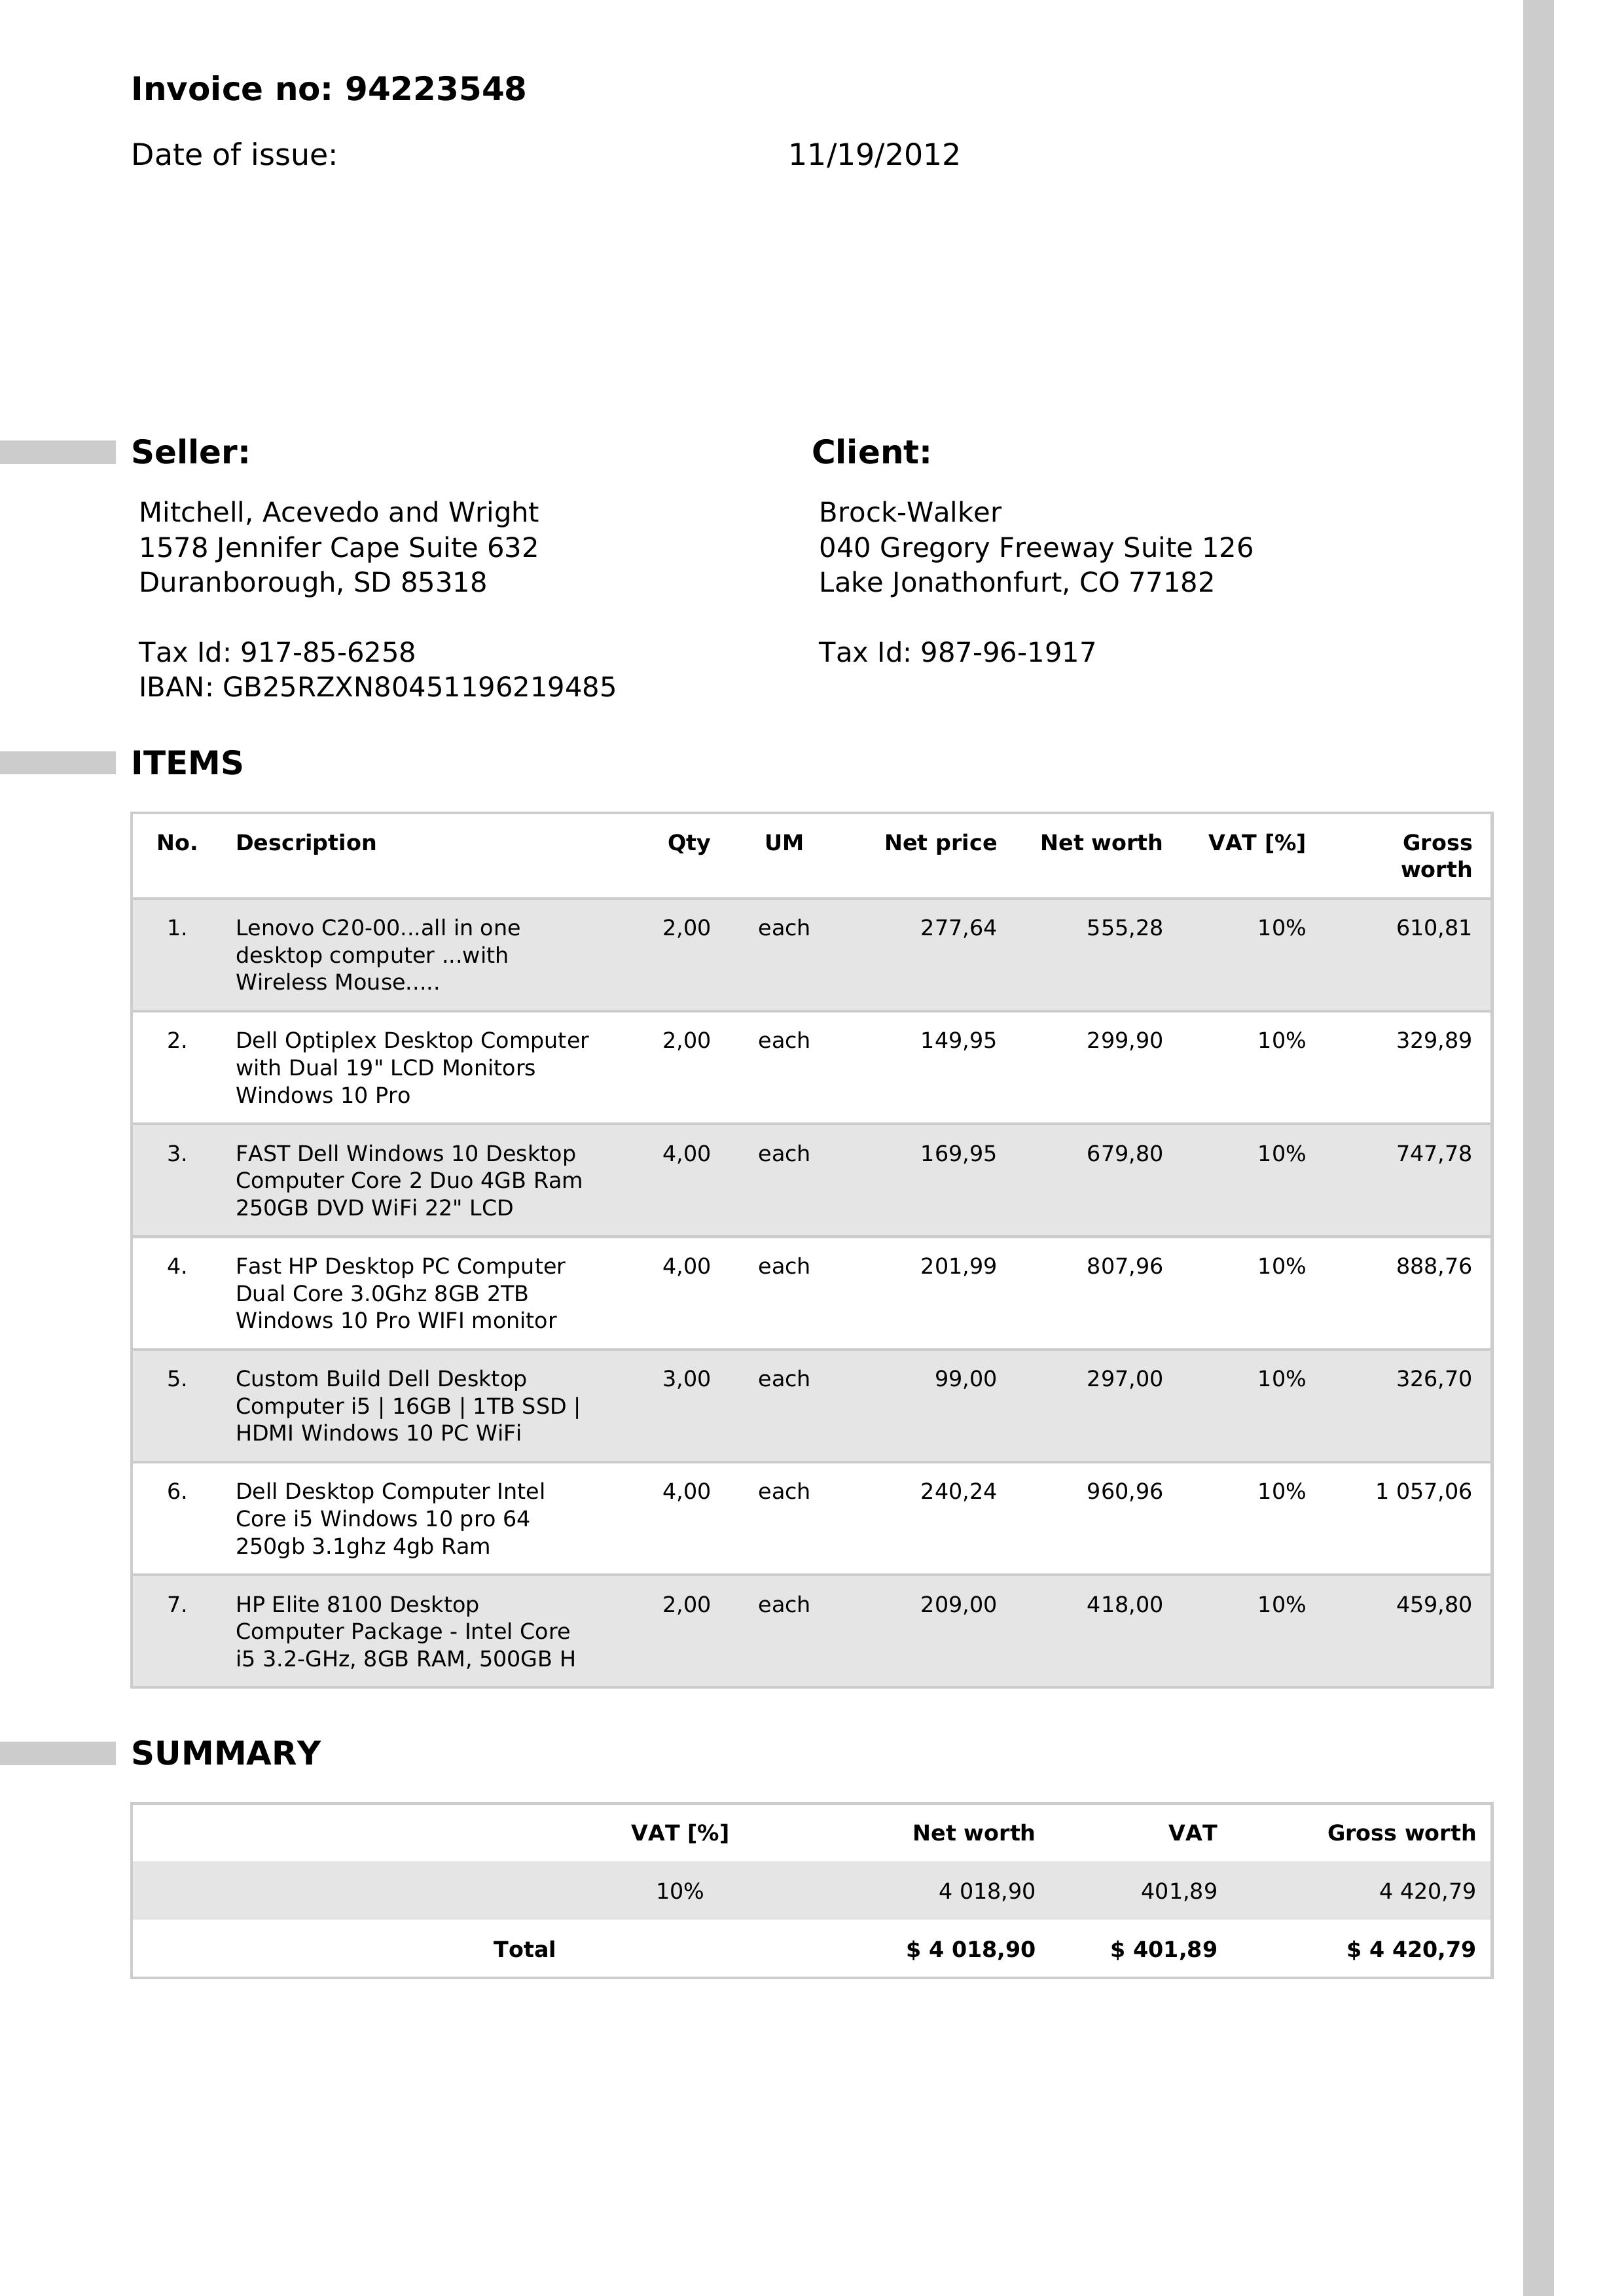 Invoice no: 94223548
Date of issue: 11/19/2012
Seller: Client:
Mitchell, Acevedo and Wright Brock-Walker
1578 Jennifer Cape Suite 632 040 Gregory Freeway Suite 126
Duranborough, SD 85318 Lake Jonathonfurt, CO 77182
Tax Id: 917-85-6258 Tax Id: 987-96-1917
IBAN: GB25RZXN80451196219485
ITEMS
No. Description Qty UM Net price Net worth VAT [%] Gross
worth
1. Lenovo C20-00...all in one 2,00 each 277,64 555,28 10% 610,81
desktop computer ...with
Wireless Mouse.....
2. Dell Optiplex Desktop Computer 2,00 each 149,95 299,90 10% 329,89
with Dual 19" LCD Monitors
Windows 10 Pro
3. FAST Dell Windows 10 Desktop 4,00 each 169,95 679,80 10% 747,78
Computer Core 2 Duo 4GB Ram
250GB DVD WiFi 22" LCD
4. Fast HP Desktop PC Computer 4,00 each 201,99 807,96 10% 888,76
Dual Core 3.0Ghz 8GB 2TB
Windows 10 Pro WIFI monitor
5. Custom Build Dell Desktop 3,00 each 99,00 297,00 10% 326,70
Computer i5 | 16GB | 1TB SSD |
HDMI Windows 10 PC WiFi
6. Dell Desktop Computer Intel 4,00 each 240,24 960,96 10% 1 057,06
Core i5 Windows 10 pro 64
250gb 3.1ghz 4gb Ram
7. HP Elite 8100 Desktop 2,00 each 209,00 418,00 10% 459,80
Computer Package - Intel Core
i5 3.2-GHz, 8GB RAM, 500GB H
SUMMARY
VAT [%] Net worth VAT Gross worth
10% 4 018,90 401,89 4 420,79
Total $ 4 018,90 $ 401,89 $ 4 420,79